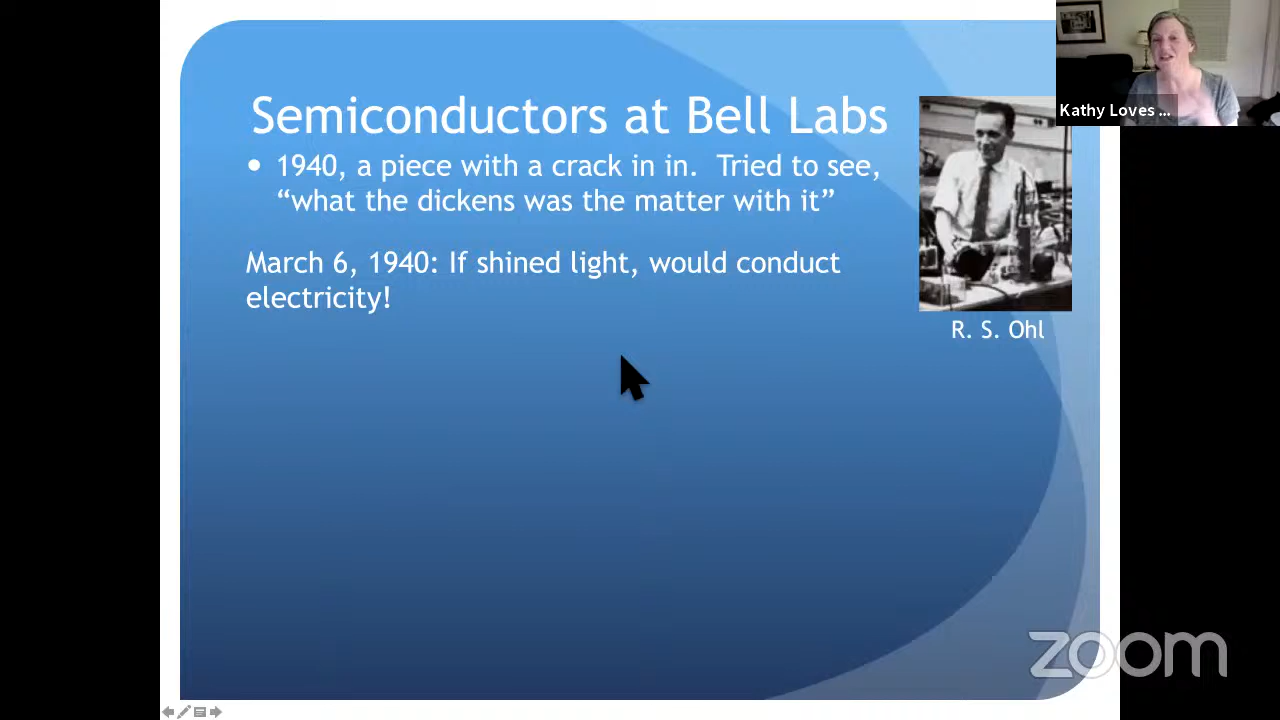 Semiconductors at Bell Labs
• 1940, a piece with a crack in in. Tried to see,
“what the dickens was the matter with it”
March 6, 1940: If shined light, would conduct
electricity!
R. S. Ohl
Kathy Loves ...
zoom